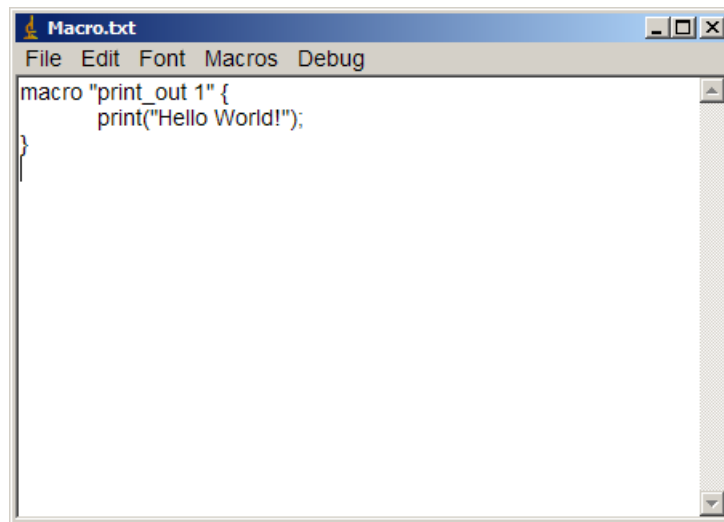 Macro.txt
File Edit Font Macros Debug
macro "print_out 1" {
print("Hello World!");
}